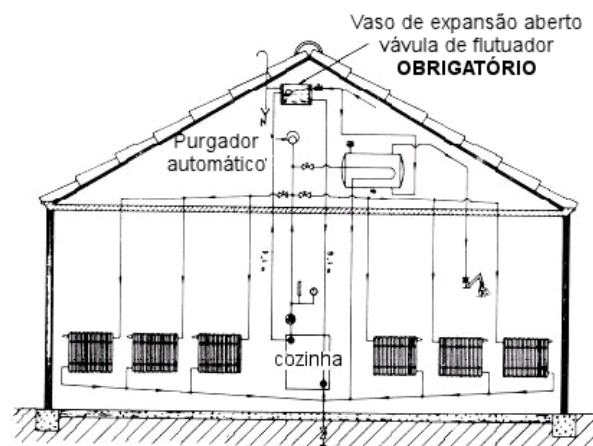 Vaso de expansão aberto
vávula de flutuador
OBRIGATÓRIO
Purgador
automático'
cozinha